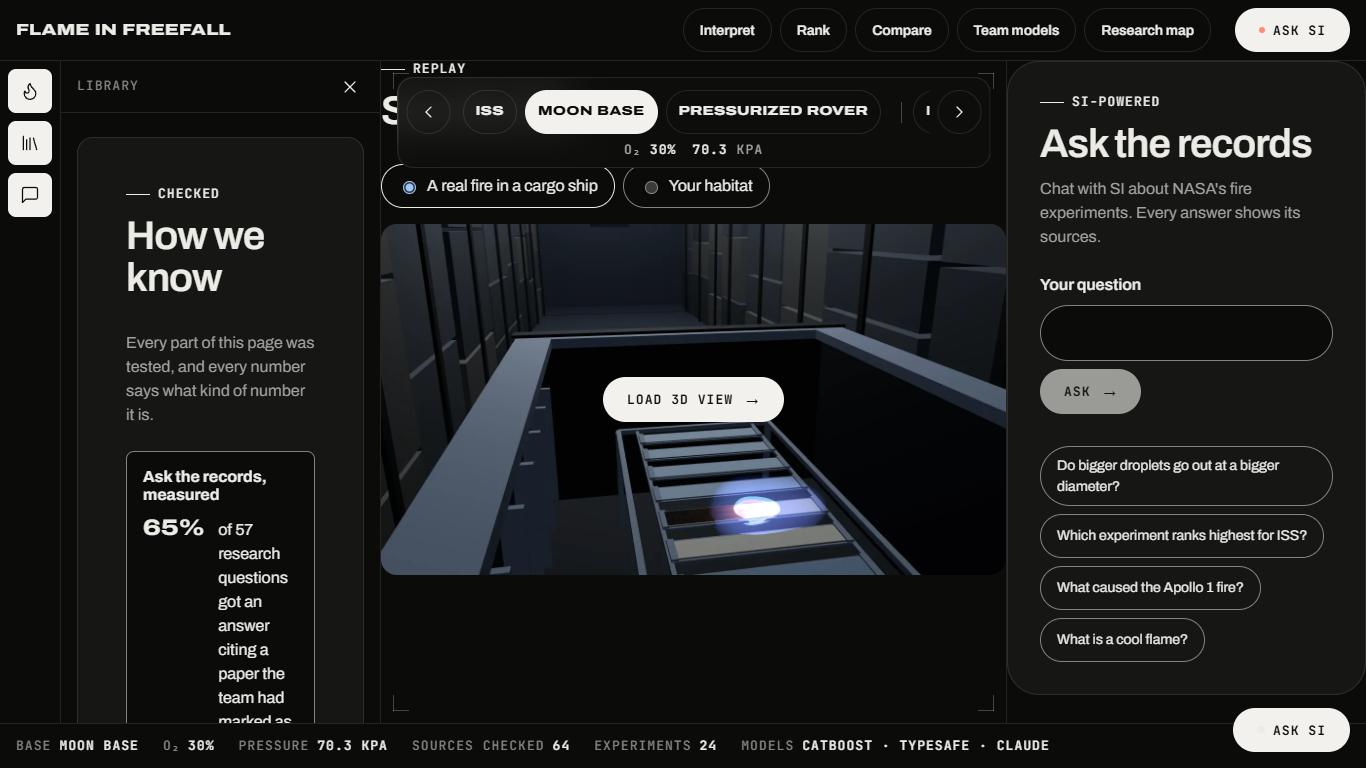 FLAME IN FREEFALL
Interpret
Rank
Compare
Team models
Research map
ASK SI
LIBRARY
CHECKED
How we
know
Every part of this page was
tested, and every number
says what kind of number
it is.
Ask the records,
measured
65% of 57
research
questions
got an
answer
citing a
paper the
team had
marked as
REPLAY
S
ISS
MOON BASE
PRESSURIZED ROVER
O₂ 30% 70.3 KPA
A real fire in a cargo ship
Your habitat
LOAD 3D VIEW →
SI-POWERED
Ask the records
Chat with SI about NASA's fire
experiments. Every answer shows its
sources.
Your question
ASK →
Do bigger droplets go out at a bigger
diameter?
Which experiment ranks highest for ISS?
What caused the Apollo 1 fire?
What is a cool flame?
BASE MOON BASE O₂ 30% PRESSURE 70.3 KPA SOURCES CHECKED 64 EXPERIMENTS 24 MODELS CATBOOST · TYPESAFE · CLAUDE
ASK SI